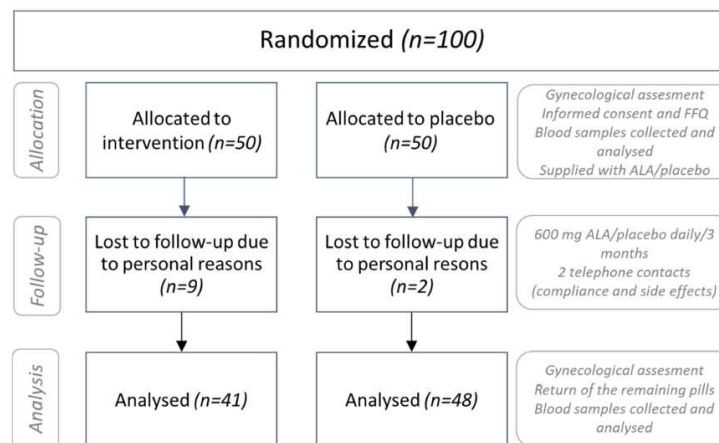 Randomized (n=100)
Allocation
Allocated to
intervention (n=50)
Allocated to placebo
(n=50)
Gynecological assesment
Informed consent and FFQ
Blood samples collected and
analysed
Supplied with ALA/placebo
Follow-up
Lost to follow-up due
to personal reasons
(n=9)
Lost to follow-up due
to personal resons
(n=2)
600 mg ALA/placebo daily/3
months
2 telephone contacts
(compliance and side effects)
Analysis
Analysed (n=41)
Analysed (n=48)
Gynecological assesment
Return of the remaining pills
Blood samples collected and
analysed